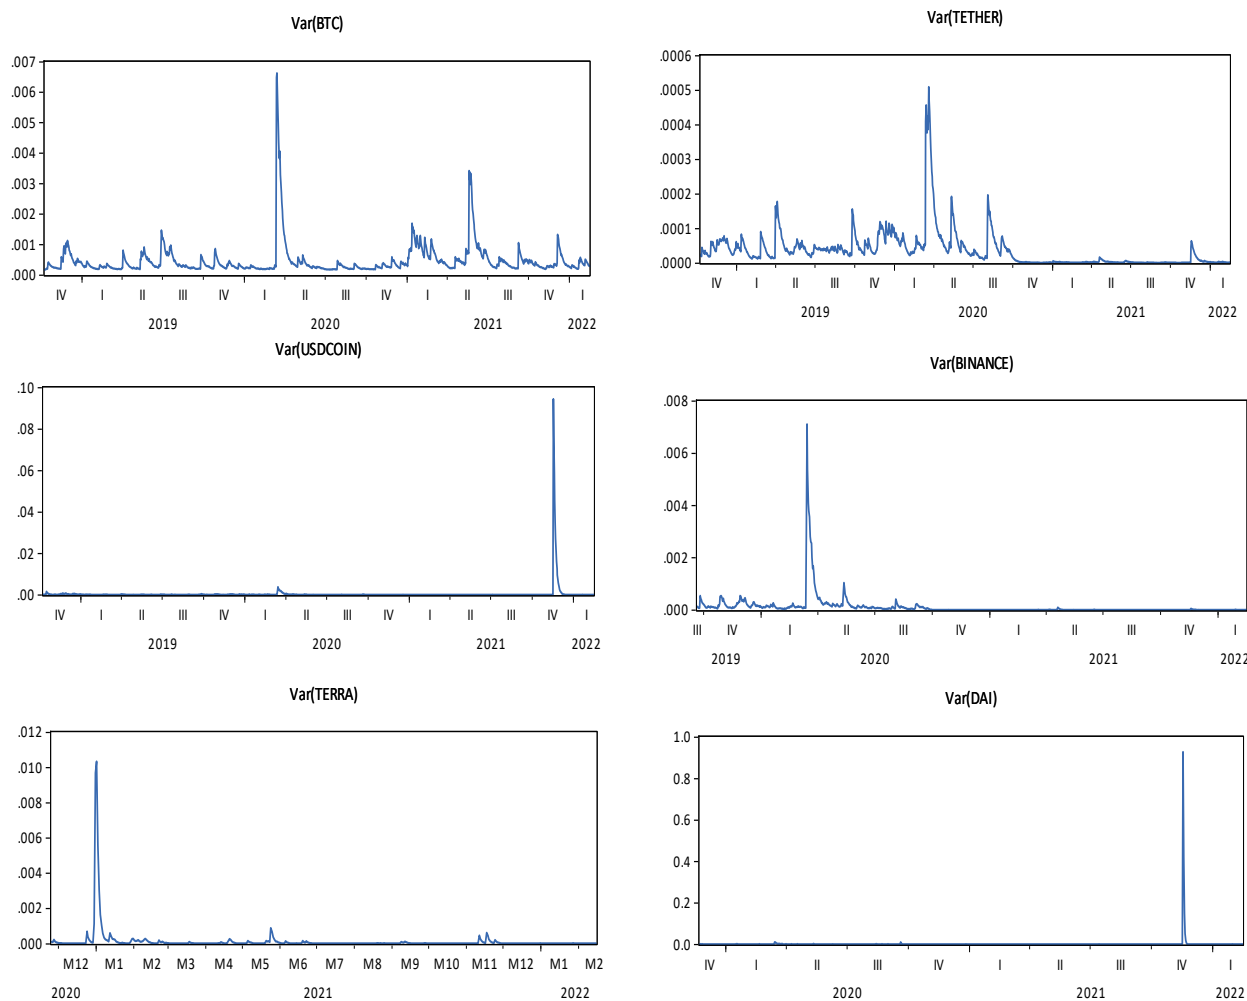 Var(BTC)
.007
.006
.005
.004
.003
.002
.001
.000
IV I II III IV I II III IV I II III IV I
2019 2020 2021 2022
Var(TETHER)
.0006
.0005
.0004
.0003
.0002
.0001
.0000
IV I II III IV I II III IV I II III IV I
2019 2020 2021 2022
Var(USDCOIN)
.10
.08
.06
.04
.02
.00
IV I II III IV I II III IV I II III IV I
2019 2020 2021 2022
Var(BINANCE)
.008
.006
.004
.002
.000
III IV I II III IV I II III IV I
2019 2020 2021 2022
Var(TERRA)
.012
.010
.008
.006
.004
.002
.000
M12 M1 M2 M3 M4 M5 M6 M7 M8 M9 M10 M11 M12 M1 M2
2020 2021 2022
Var(DAI)
1.0
0.8
0.6
0.4
0.2
0.0
IV I II III IV I II III IV I
2020 2021 2022